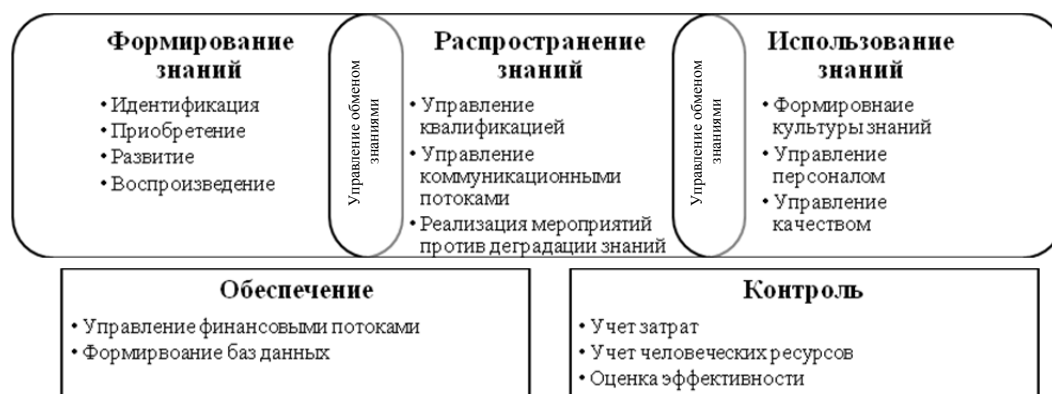 Формирование
знаний
• Идентификация
• Приобретение
• Развитие
• Воспроизведение
Управление обменом
знаниями
Распространение
знаний
• Управление
квалификацией
• Управление
коммуникационными
потоками
• Реализация мероприятий
против деградации знаний
Управление обменом
знаниями
Использование
знаний
• Формировнаие
культуры знаний
• Управление
персоналом
• Управление
качеством
Обеспечение
• Управление финансовыми потоками
• Формирвоание баз данных
Контроль
• Учет затрат
• Учет человеческих ресурсов
• Оценка эффективности